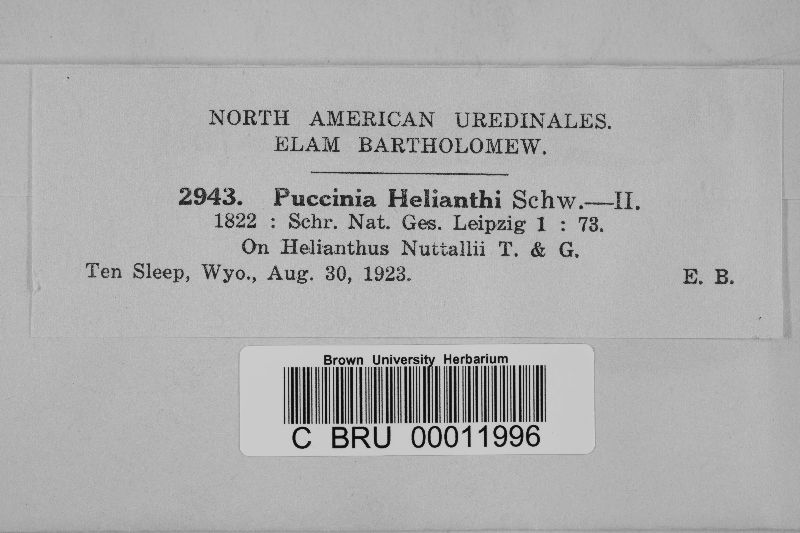 NORTH AMERICAN UREDINALES.
ELAM BARTHOLOMEW.
2943. Puccinia Helianthi Schw.—II.
1822 : Schr. Nat. Ges. Leipzig 1 : 73.
On Helianthus Nuttallii T. & G.
Ten Sleep, Wyo., Aug. 30, 1923. E. B.
Brown University Herbarium
C BRU 00011996